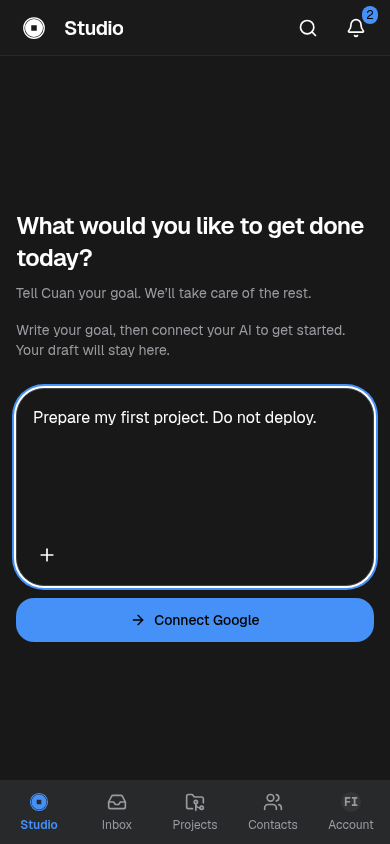 Studio
2
What would you like to get done
today?
Tell Cuan your goal. We'll take care of the rest.
Write your goal, then connect your AI to get started.
Your draft will stay here.
Prepare my first project. Do not deploy.
Connect Google
Studio
Inbox
Projects
Contacts
FI
Account